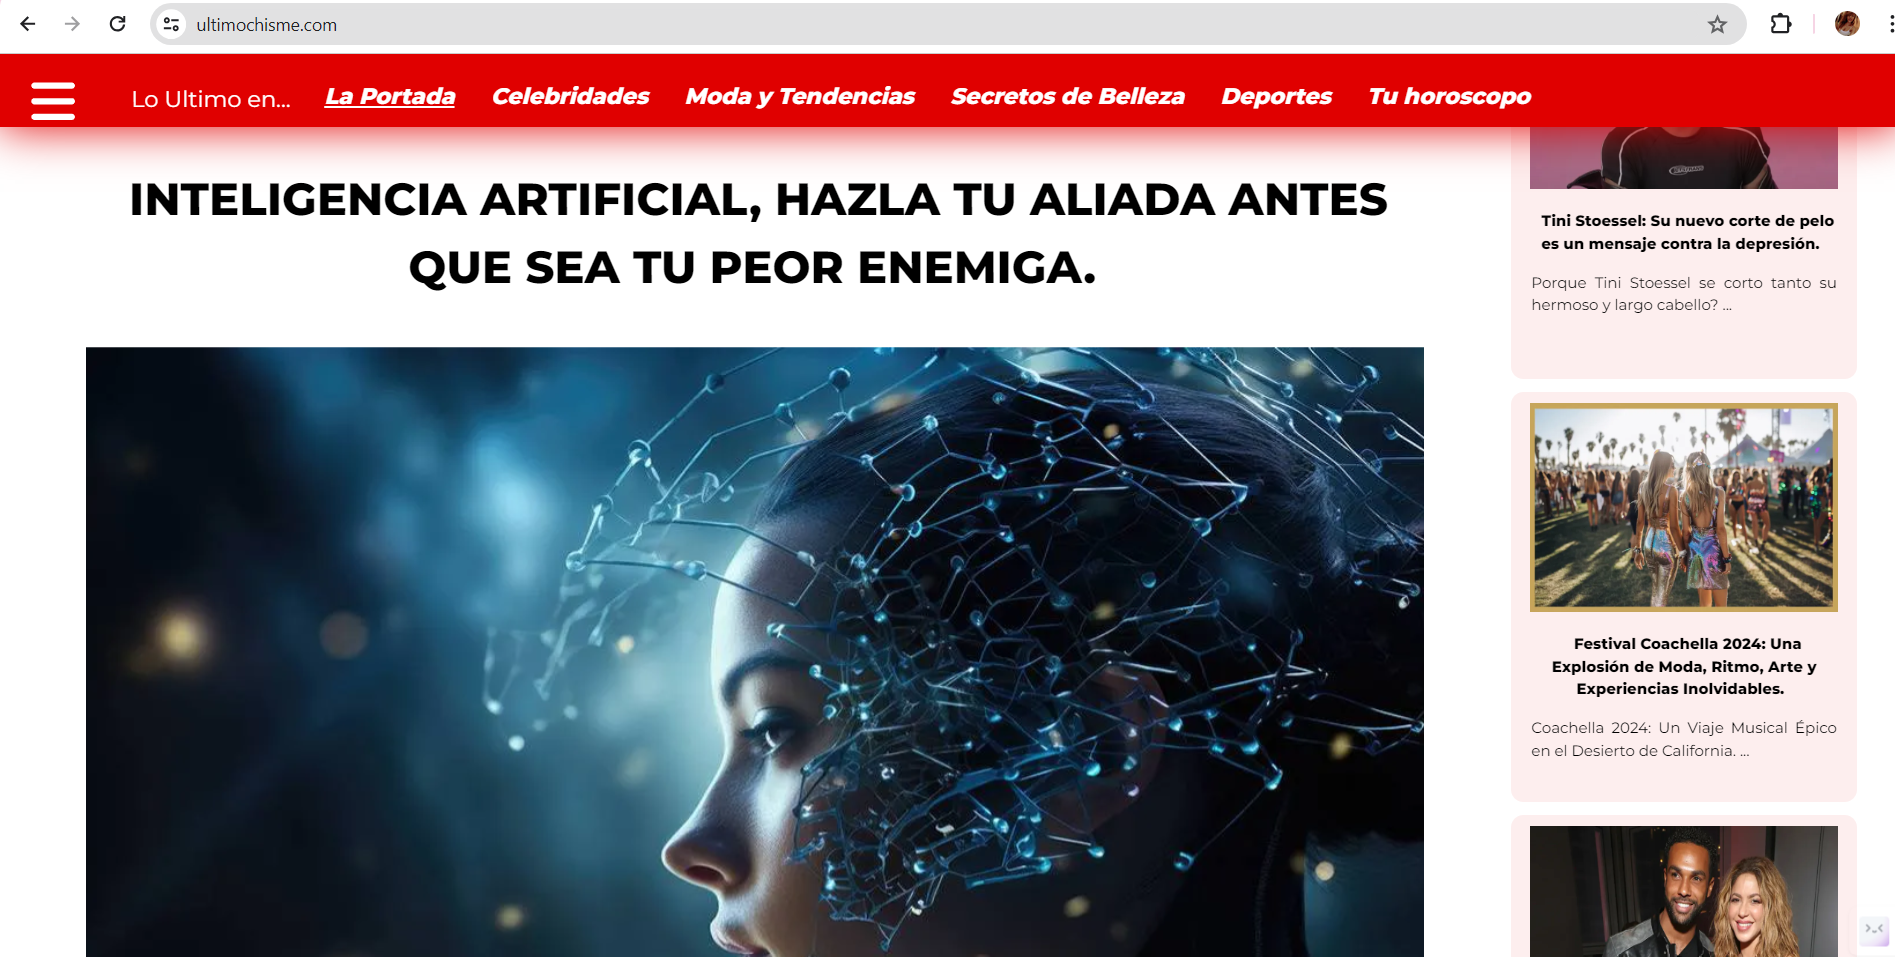 ultimochisme.com
Lo Ultimo en... La Portada Celebridades Moda y Tendencias Secretos de Belleza Deportes Tu horoscopo
INTELIGENCIA ARTIFICIAL, HAZLA TU ALIADA ANTES
QUE SEA TU PEOR ENEMIGA.
Tini Stoessel: Su nuevo corte de pelo
es un mensaje contra la depresión.
Porque Tini Stoessel se corto tanto su
hermoso y largo cabello? ...
Festival Coachella 2024: Una
Explosión de Moda, Ritmo, Arte y
Experiencias Inolvidables.
Coachella 2024: Un Viaje Musical Épico
en el Desierto de California. ...